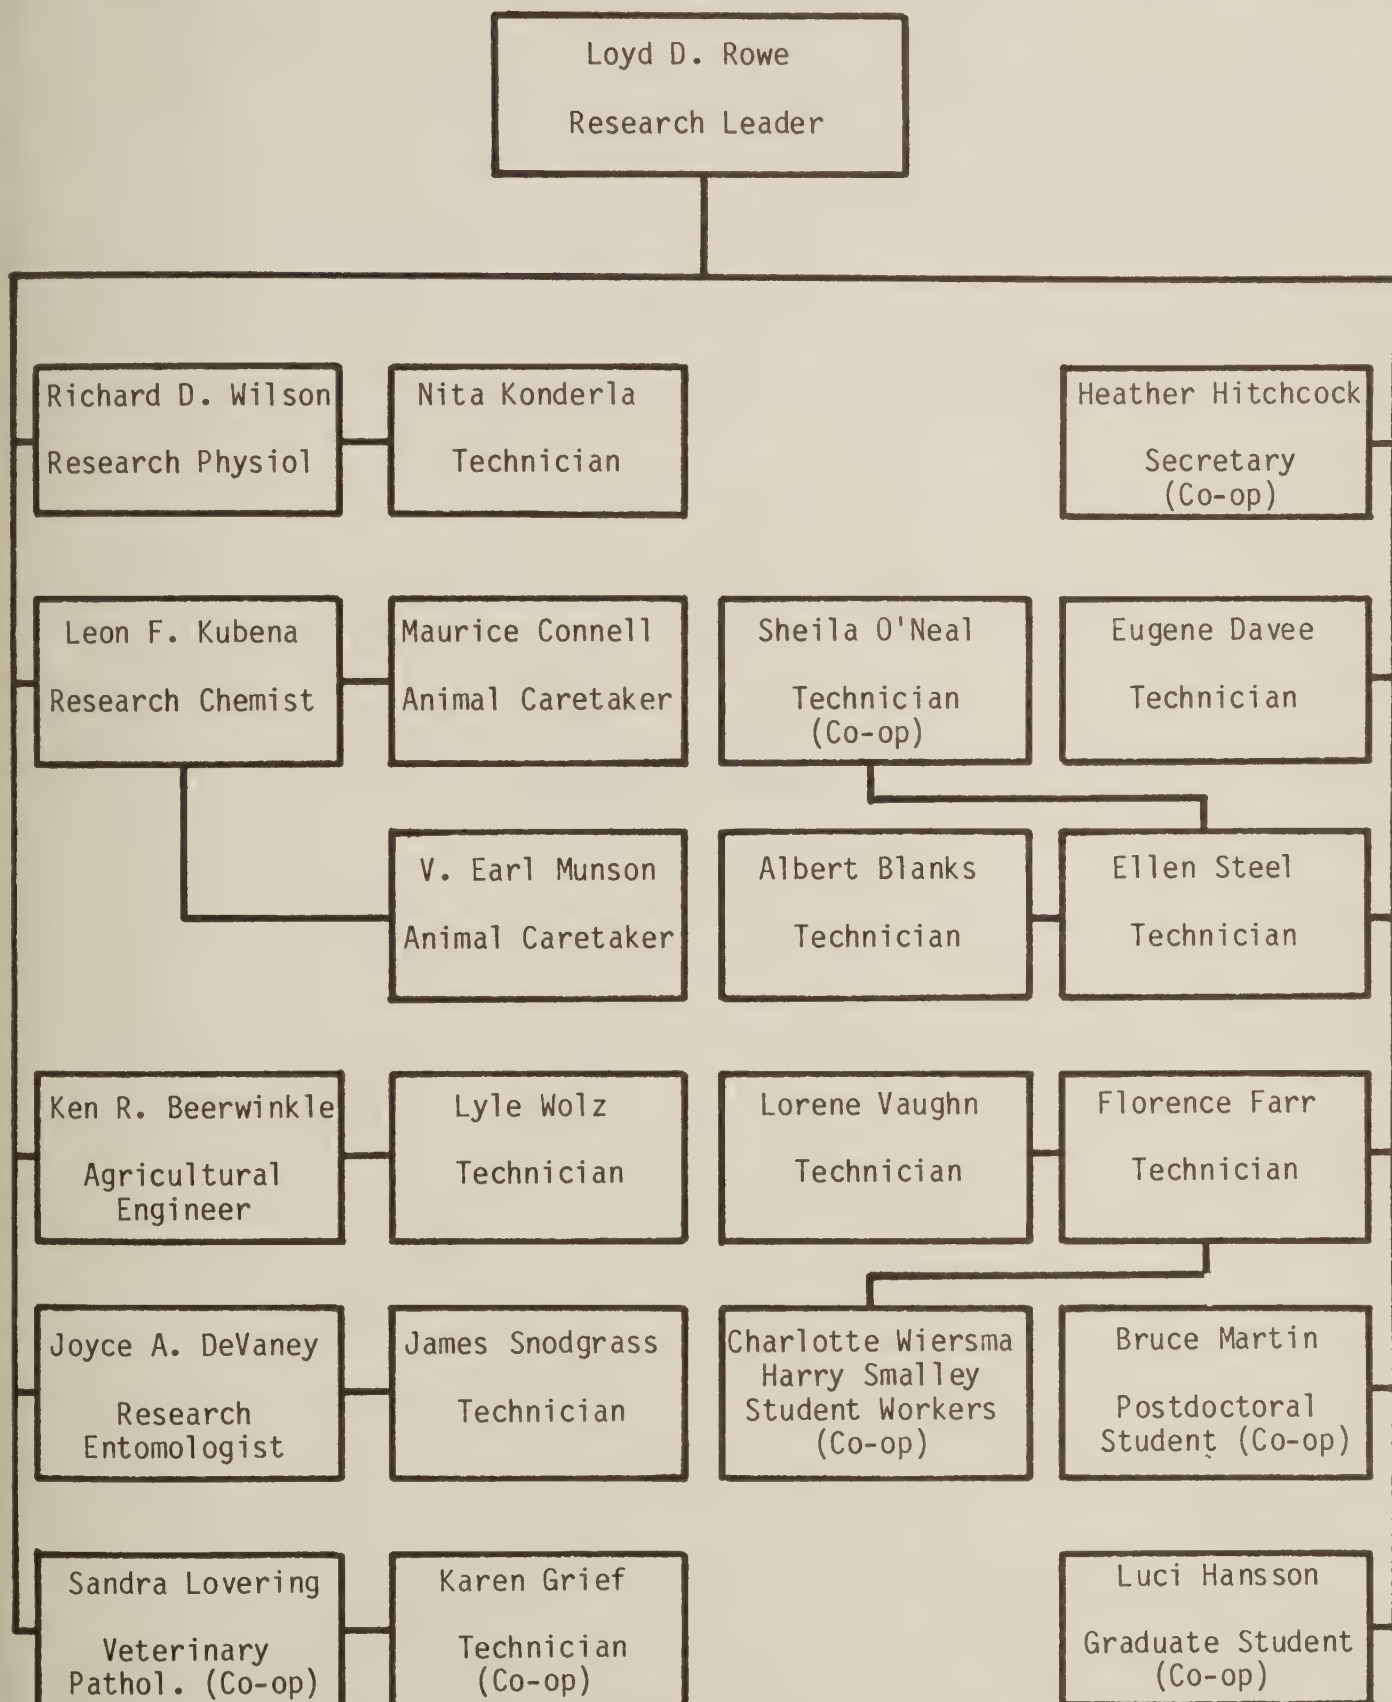 Loyd D. Rowe
Research Leader
Richard D. Wilson
Research Physiol
Nita Konderla
Technician
Heather Hitchcock
Secretary
(Co-op)
Leon F. Kubena
Research Chemist
Maurice Connell
Animal Caretaker
Sheila O'Neal
Technician
(Co-op)
Eugene Davee
Technician
V. Earl Munson
Animal Caretaker
Albert Blanks
Technician
Ellen Steel
Technician
Ken R. Beerwinkle
Agricultural
Engineer
Lyle Wolz
Technician
Lorene Vaughn
Technician
Florence Farr
Technician
Joyce A. DeVaney
Research
Entomologist
James Snodgrass
Technician
Charlotte Wiersma
Harry Smalley
Student Workers
(Co-op)
Bruce Martin
Postdoctoral
Student (Co-op)
Sandra Lovering
Veterinary
Pathol. (Co-op)
Karen Grief
Technician
(Co-op)
Luci Hansson
Graduate Student
(Co-op)